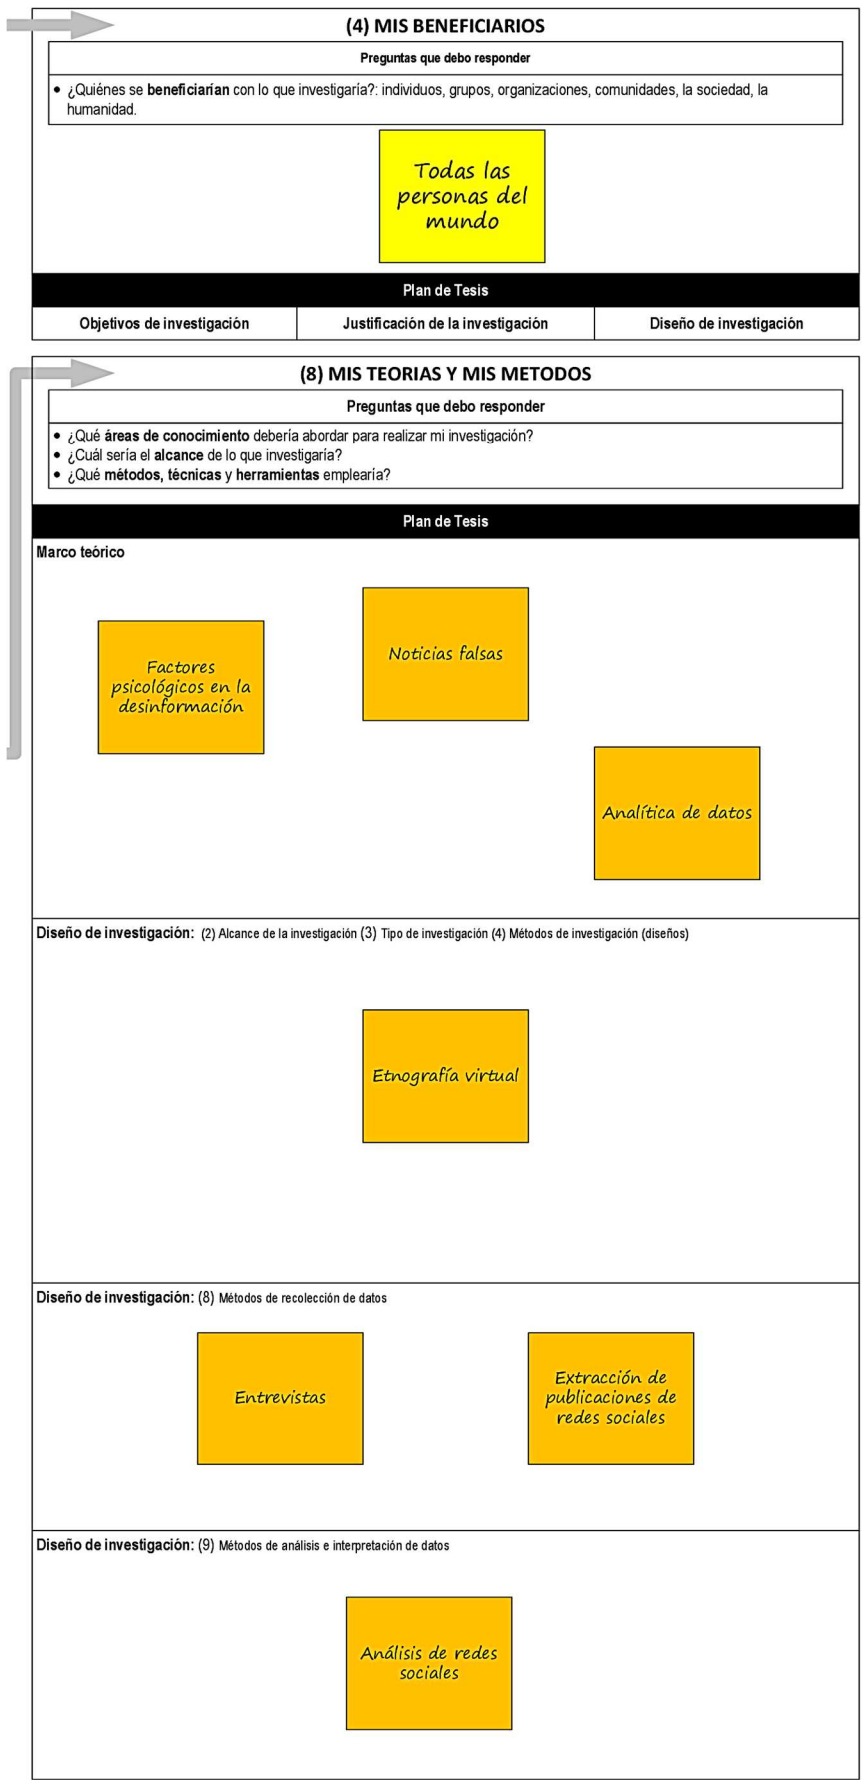 (4) MIS BENEFICIARIOS
Preguntas que debo responder
• ¿Quiénes se beneficiarían con lo que investigaría?: individuos, grupos, organizaciones, comunidades, la sociedad, la
humanidad.
Todas las
personas del
mundo
Plan de Tesis
Objetivos de investigación
Justificación de la investigación
Diseño de investigación
(8) MIS TEORIAS Y MIS METODOS
Preguntas que debo responder
• ¿Qué áreas de conocimiento debería abordar para realizar mi investigación?
• ¿Cuál sería el alcance de lo que investigaría?
• ¿Qué métodos, técnicas y herramientas emplearía?
Plan de Tesis
Marco teórico
Factores
psicológicos en la
desinformación
Noticias falsas
Analítica de datos
Diseño de investigación: (2) Alcance de la investigación (3) Tipo de investigación (4) Métodos de investigación (diseños)
Etnografía virtual
Diseño de investigación: (8) Métodos de recolección de datos
Entrevistas
Extracción de
publicaciones de
redes sociales
Diseño de investigación: (9) Métodos de análisis e interpretación de datos
Análisis de redes
sociales